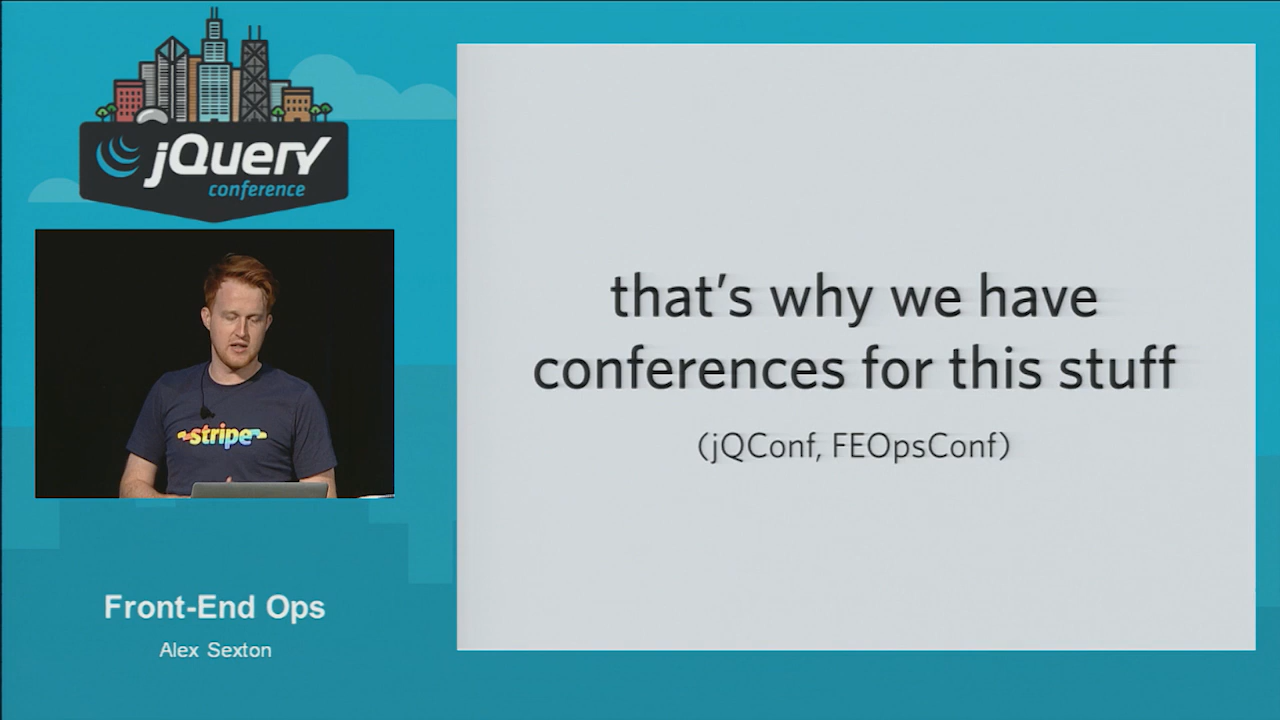 jQuery
conference
stripe
Front-End Ops
Alex Sexton
that's why we have
conferences for this stuff
(jQConf, FEOpsConf)